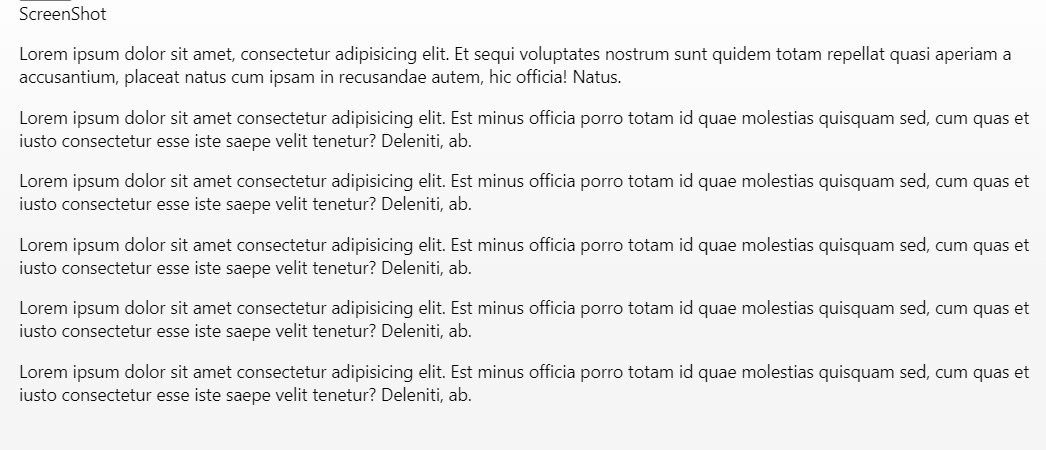 ScreenShot
Lorem ipsum dolor sit amet, consectetur adipisicing elit. Et sequi voluptates nostrum sunt quidem totam repellat quasi aperiam a
accusantium, placeat natus cum ipsam in recusandae autem, hic officia! Natus.
Lorem ipsum dolor sit amet consectetur adipisicing elit. Est minus officia porro totam id quae molestias quisquam sed, cum quas et
iusto consectetur esse iste saepe velit tenetur? Deleniti, ab.
Lorem ipsum dolor sit amet consectetur adipisicing elit. Est minus officia porro totam id quae molestias quisquam sed, cum quas et
iusto consectetur esse iste saepe velit tenetur? Deleniti, ab.
Lorem ipsum dolor sit amet consectetur adipisicing elit. Est minus officia porro totam id quae molestias quisquam sed, cum quas et
iusto consectetur esse iste saepe velit tenetur? Deleniti, ab.
Lorem ipsum dolor sit amet consectetur adipisicing elit. Est minus officia porro totam id quae molestias quisquam sed, cum quas et
iusto consectetur esse iste saepe velit tenetur? Deleniti, ab.
Lorem ipsum dolor sit amet consectetur adipisicing elit. Est minus officia porro totam id quae molestias quisquam sed, cum quas et
iusto consectetur esse iste saepe velit tenetur? Deleniti, ab.